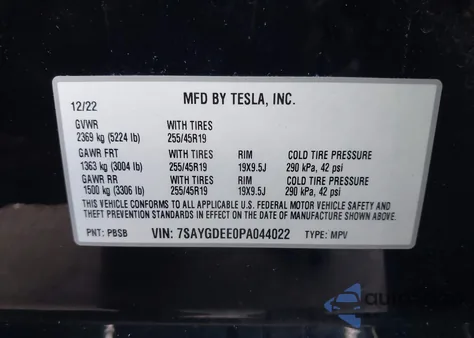 MFD BY TESLA, INC.
12/22
GVWR WITH TIRES
2369 kg (5224 lb) 255/45R19
GAWR FRT WITH TIRES RIM COLD TIRE PRESSURE
1363 kg (3004 lb) 255/45R19 19X9.5J 290 kPa, 42 psi
GAWR RR WITH TIRES RIM COLD TIRE PRESSURE
1500 kg (3306 lb) 255/45R19 19X9.5J 290 kPa, 42 psi
THIS VEHICLE CONFORMS TO ALL APPLICABLE U.S. FEDERAL MOTOR VEHICLE SAFETY AND
THEFT PREVENTION STANDARDS IN EFFECT ON THE DATE OF MANUFACTURE SHOWN ABOVE.
PNT: PBSB VIN: 7SAYGDEE0PA044022 TYPE: MPV